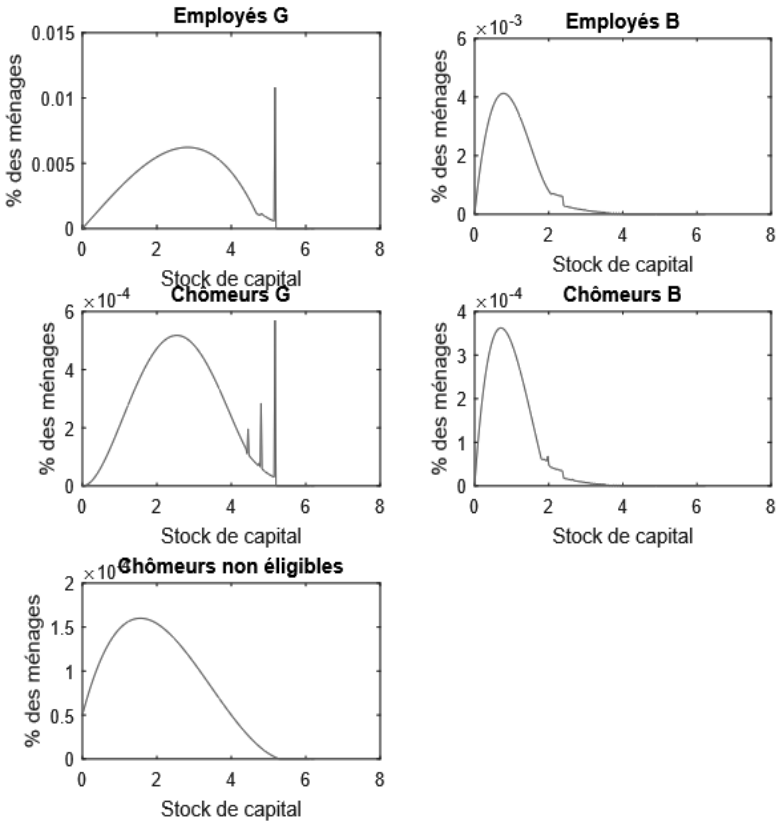 Employés G
% des ménages
0.015
0.01
0.005
0
0 2 4 6 8
Stock de capital
Employés B
% des ménages
×10-3
6
4
2
0
0 2 4 6 8
Stock de capital
Chômeurs G
% des ménages
×10-4
6
4
2
0
0 2 4 6 8
Stock de capital
Chômeurs B
% des ménages
×10-4
4
3
2
1
0
0 2 4 6 8
Stock de capital
Chômeurs non éligibles
% des ménages
2
1.5
1
0.5
0
0 2 4 6 8
Stock de capital